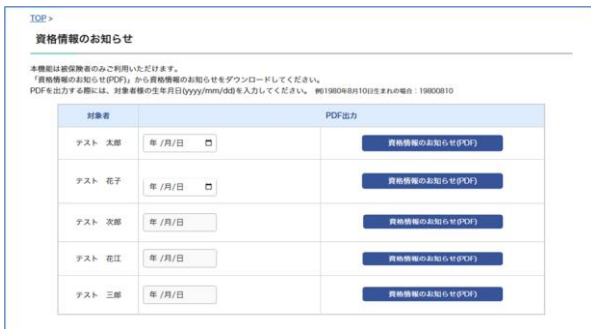 TOP >
資格情報のお知らせ
本機能は被保険者のみご利用いただけます。
「資格情報のお知らせ(PDF)」から資格情報のお知らせをダウンロードしてください。
PDFを出力する際には、対象者様の生年月日(yyyy/mm/dd)を入力してください。 例)1980年8月10日生まれの場合：19800810
対象者 PDF出力
テスト 太郎 年 /月/日 資格情報のお知らせ(PDF)
テスト 花子 年 /月/日 資格情報のお知らせ(PDF)
テスト 次郎 年 /月/日 資格情報のお知らせ(PDF)
テスト 花江 年 /月/日 資格情報のお知らせ(PDF)
テスト 三郎 年 /月/日 資格情報のお知らせ(PDF)